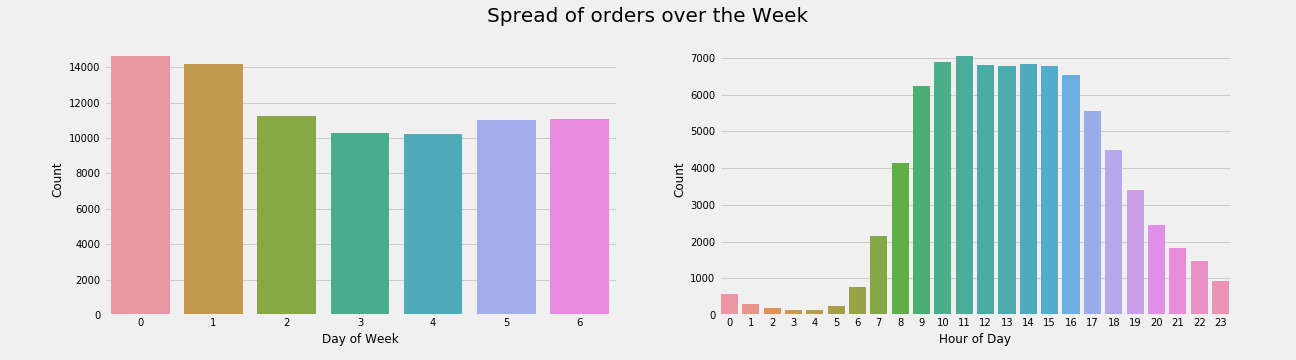 Spread of orders over the Week
14000
12000
10000
8000
6000
4000
2000
0
Count
0 1 2 3 4 5 6
Day of Week
7000
6000
5000
4000
3000
2000
1000
0
Count
0 1 2 3 4 5 6 7 8 9 10 11 12 13 14 15 16 17 18 19 20 21 22 23
Hour of Day